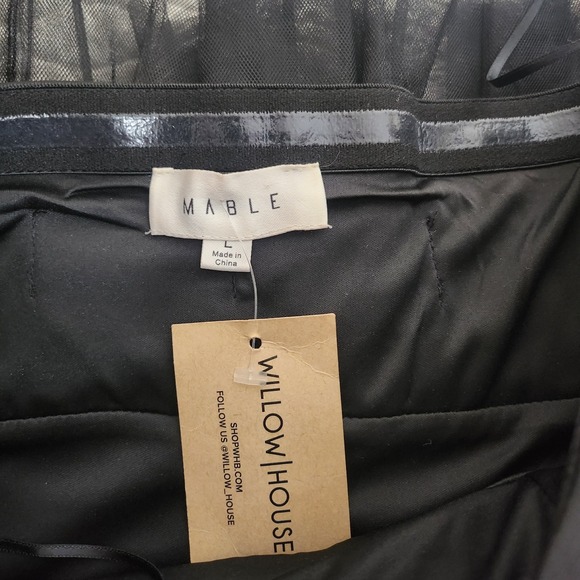 MABLE
L
Made in
China
WILLOW|HOUSE
SHOPWHB.COM
FOLLOW US @WILLOW_HOUSE